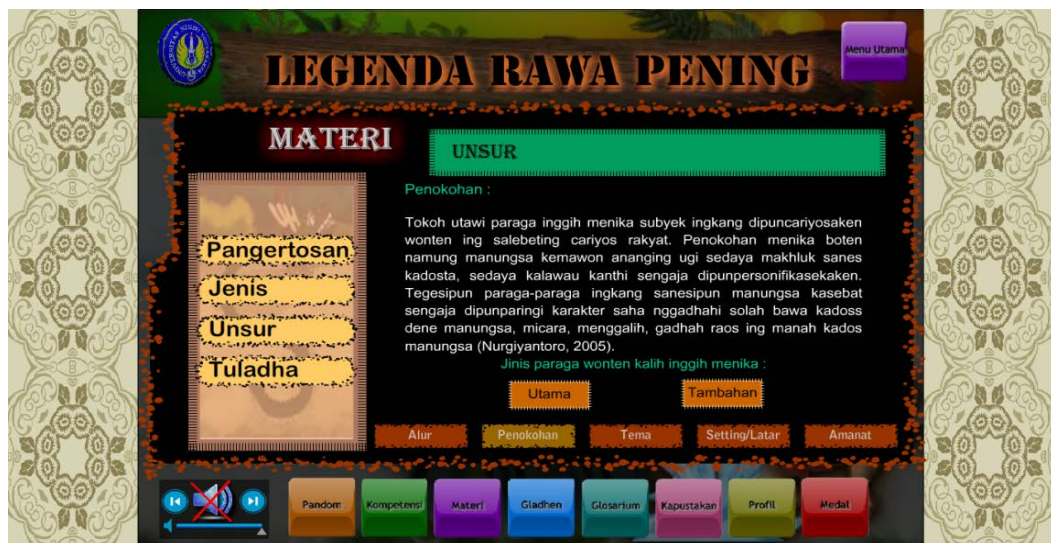 LEGENDA RAWA PENING
Menu Utama
MATERI
UNSUR
Pangertosan
Jenis
Unsur
Tuladha
Penokohan :
Tokoh utawi paraga inggih menika subyek ingkang dipuncariyosaken
wonten ing salebeting cariyos rakyat. Penokohan menika boten
namung manungsa kemawon ananging ugi sedaya makhluk sanes
kadosta, sedaya kalawau kanthi sengaja dipunpersonifikasekaken.
Tegesipun paraga-paraga ingkang sanesipun manungsa kasebat
sengaja dipunparingi karakter saha nggadhahi solah bawa kadoss
dene manungsa, micara, menggalih, gadhah raos ing manah kados
manungsa (Nurgiyantoro, 2005).
Jinis paraga wonten kalih inggih menika :
Utama
Tambahan
Alur
Penokohan
Tema
Setting/Latar
Amanat
Pandom
Kompetensi
Materi
Gladhen
Glosarium
Kapustakan
Profil
Medal